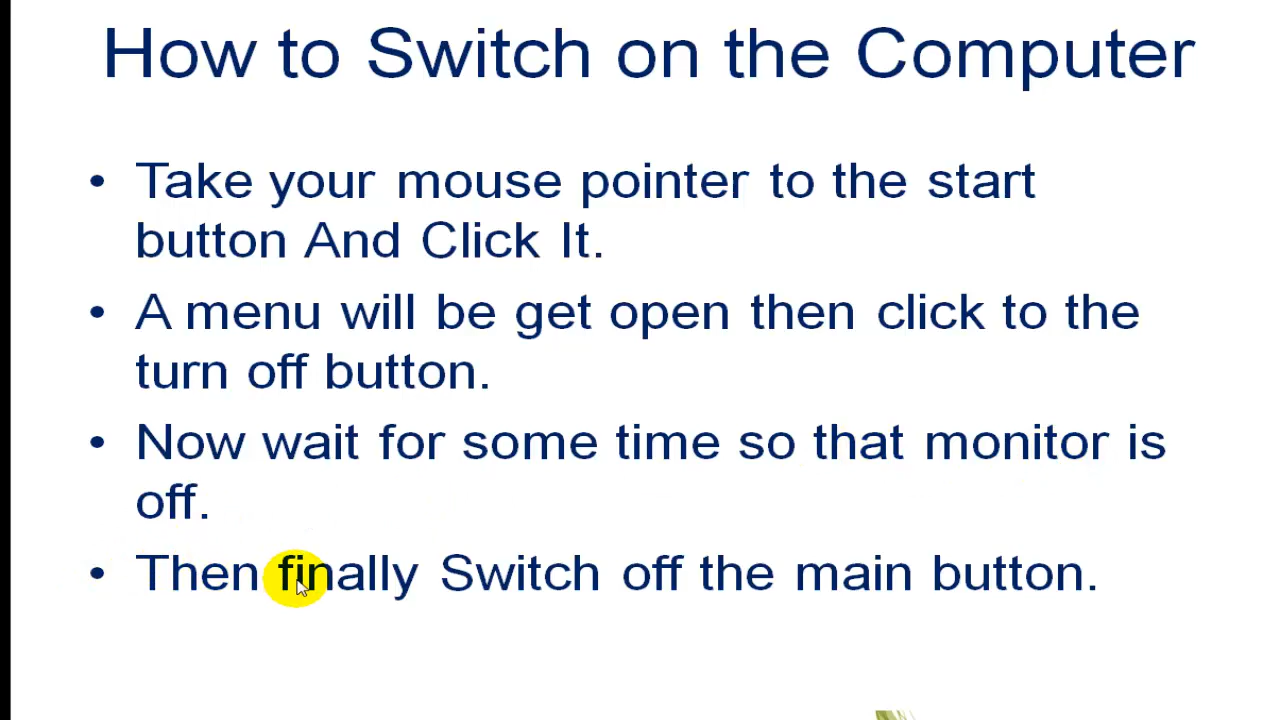 How to Switch on the Computer
• Take your mouse pointer to the start
button And Click It.
• A menu will be get open then click to the
turn off button.
• Now wait for some time so that monitor is
off.
• Then finally Switch off the main button.